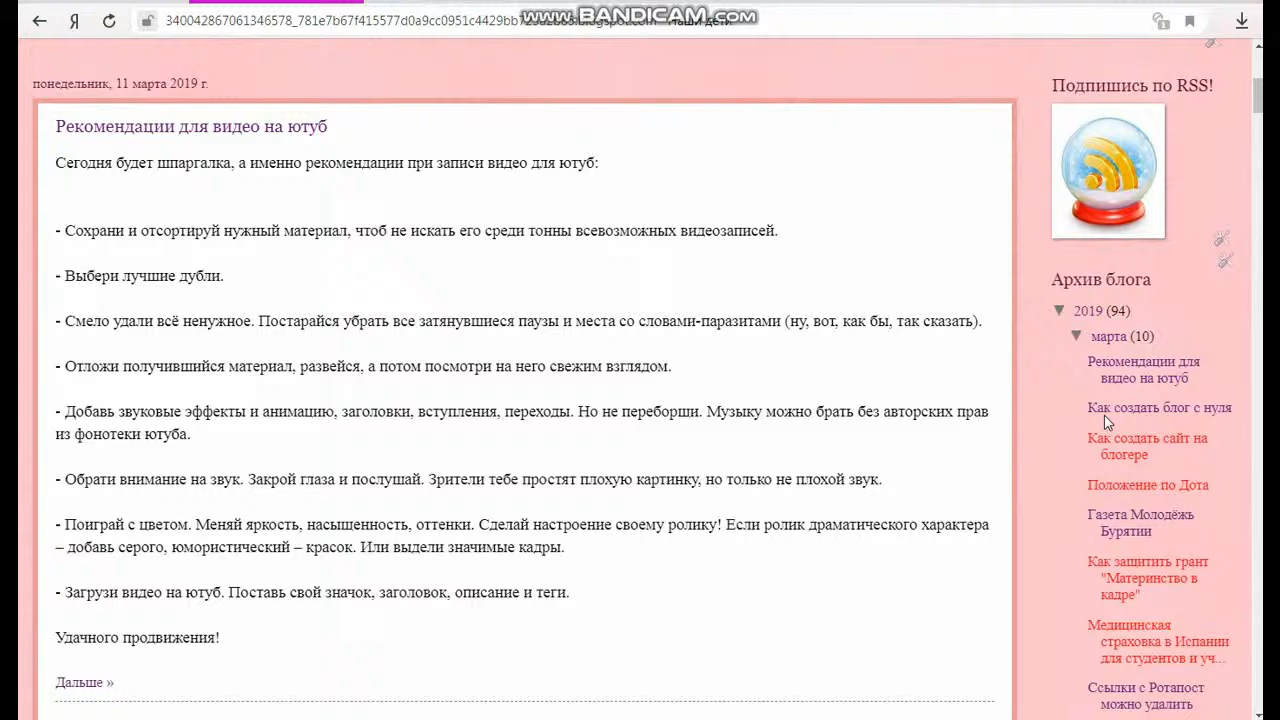 www.BANDICAM.com
понедельник, 11 марта 2019 г.
Рекомендации для видео на ютуб
Сегодня будет шпаргалка, а именно рекомендации при записи видео для ютуб:
- Сохрани и отсортируй нужный материал, чтоб не искать его среди тонны всевозможных видеозаписей.
- Выбери лучшие дубли.
- Смело удали всё ненужное. Постарайся убрать все затянувшиеся паузы и места со словами-паразитами (ну, вот, как бы, так сказать).
- Отложи получившийся материал, развейся, а потом посмотри на него свежим взглядом.
- Добавь звуковые эффекты и анимацию, заголовки, вступления, переходы. Но не переборщи. Музыку можно брать без авторских прав
из фонотеки ютуба.
- Обрати внимание на звук. Закрой глаза и послушай. Зрители тебе простят плохую картинку, но только не плохой звук.
- Поиграй с цветом. Меняй яркость, насыщенность, оттенки. Сделай настроение своему ролику! Если ролик драматического характера
– добавь серого, юмористический – красок. Или выдели значимые кадры.
- Загрузи видео на ютуб. Поставь свой значок, заголовок, описание и теги.
Удачного продвижения!
Дальше »
Подпишись по RSS!
Архив блога
▼ 2019 (94)
▼ марта (10)
Рекомендации для
видео на ютуб
Как создать блог с нуля
Как создать сайт на
блогере
Положение по Дота
Газета Молодёжь
Бурятии
Как защитить грант
"Материнство в
кадре"
Медицинская
страховка в Испании
для студентов и уч...
Ссылки с Ротапост
можно удалить